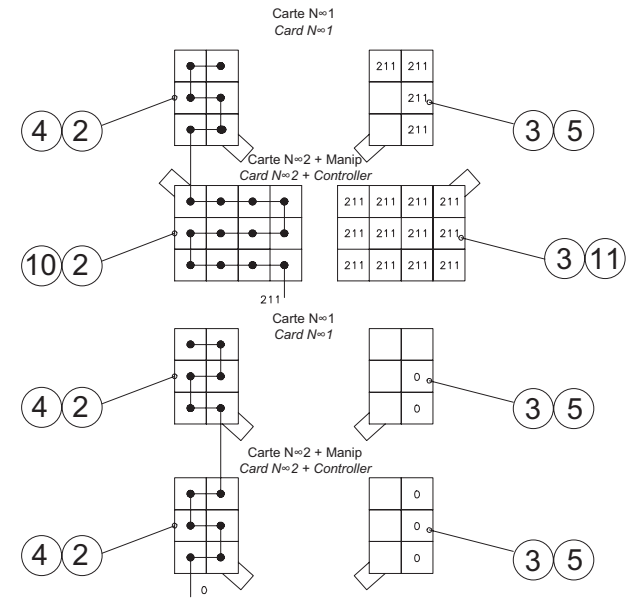 Carte N∞1
Card N∞1
211 211
4 2 211 3 5
211
Carte N∞2 + Manip
Card N∞2 + Controller
211 211 211 211
10 2 211 211 211 211 3 11
211 211 211 211
211
Carte N∞1
Card N∞1
4 2 0 3 5
0
Carte N∞2 + Manip
Card N∞2 + Controller
0
4 2 0 3 5
0
0